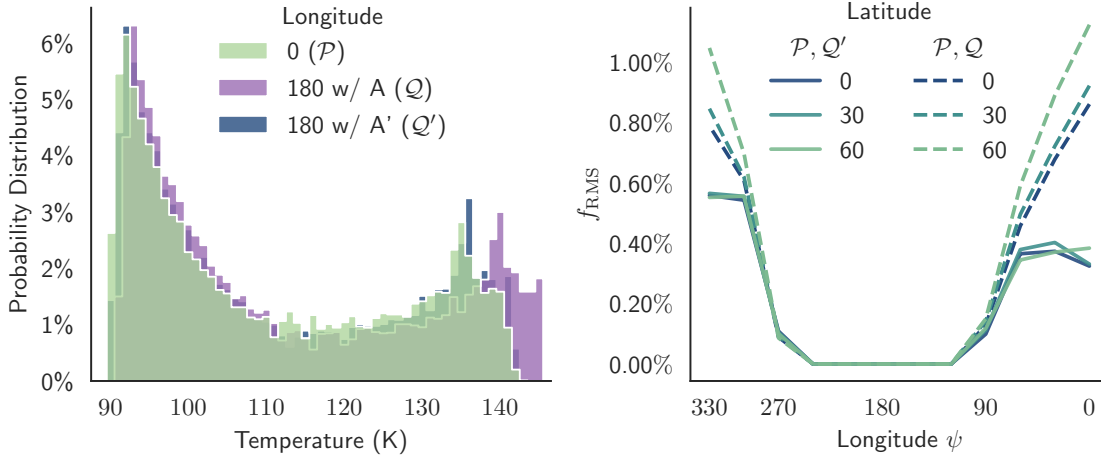 Longitude
0 (𝒫)
180 w/ A (𝒬)
180 w/ A' (𝒬′)
Probability Distribution
6%
5%
4%
3%
2%
1%
0%
90 100 110 120 130 140
Temperature (K)
Latitude
𝒫, 𝒬′ 𝒫, 𝒬
0 0
30 30
60 60
f_RMS
1.00%
0.80%
0.60%
0.40%
0.20%
0.00%
330 270 180 90 0
Longitude ψ